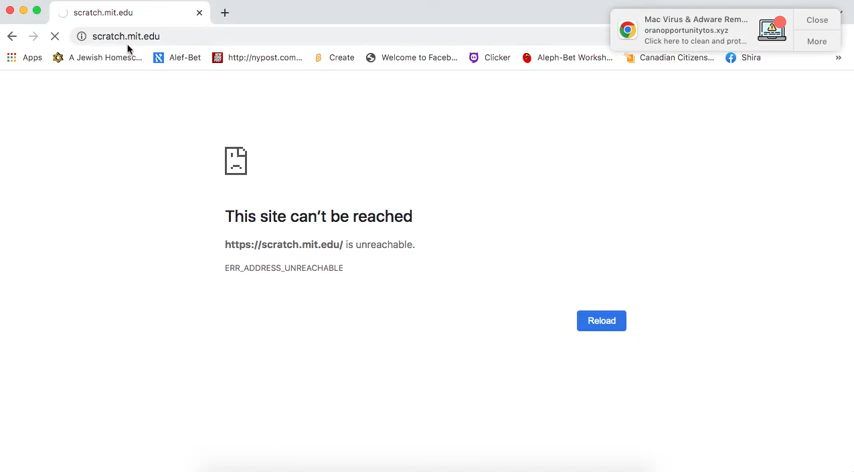 scratch.mit.edu
Mac Virus & Adware Rem...
oranopportunitytos.xyz
Click here to clean and prot...
Close
More
scratch.mit.edu
Apps A Jewish Homesc... Alef-Bet http://nypost.com... Create Welcome to Faceb... Clicker Aleph-Bet Worksh... Canadian Citizens... Shira »
This site can't be reached
https://scratch.mit.edu/ is unreachable.
ERR_ADDRESS_UNREACHABLE
Reload